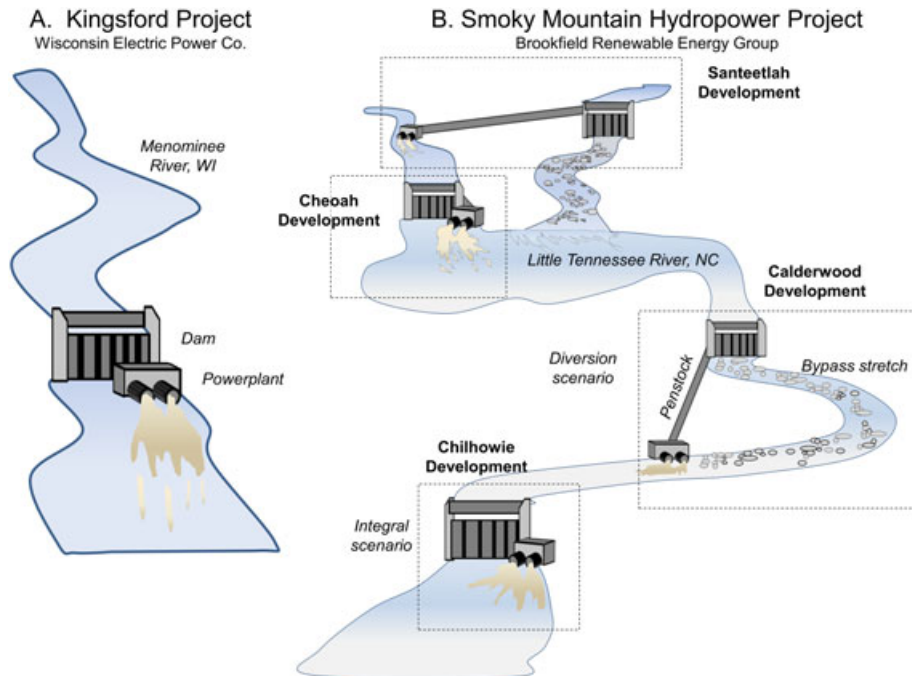 A. Kingsford Project
Wisconsin Electric Power Co.
Menominee
River, WI
Dam
Powerplant
B. Smoky Mountain Hydropower Project
Brookfield Renewable Energy Group
Santeetlah
Development
Cheoah
Development
Little Tennessee River, NC
Calderwood
Development
Diversion
scenario
Penstock
Bypass stretch
Chilhowie
Development
Integral
scenario